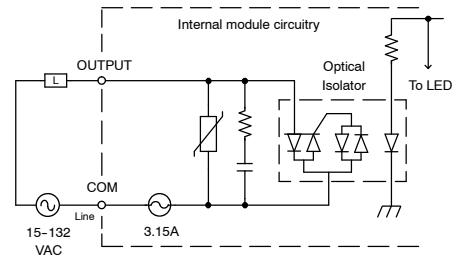 Internal module circuitry
OUTPUT
Optical
Isolator
To LED
L
COM
Line
15-132
VAC
3.15A